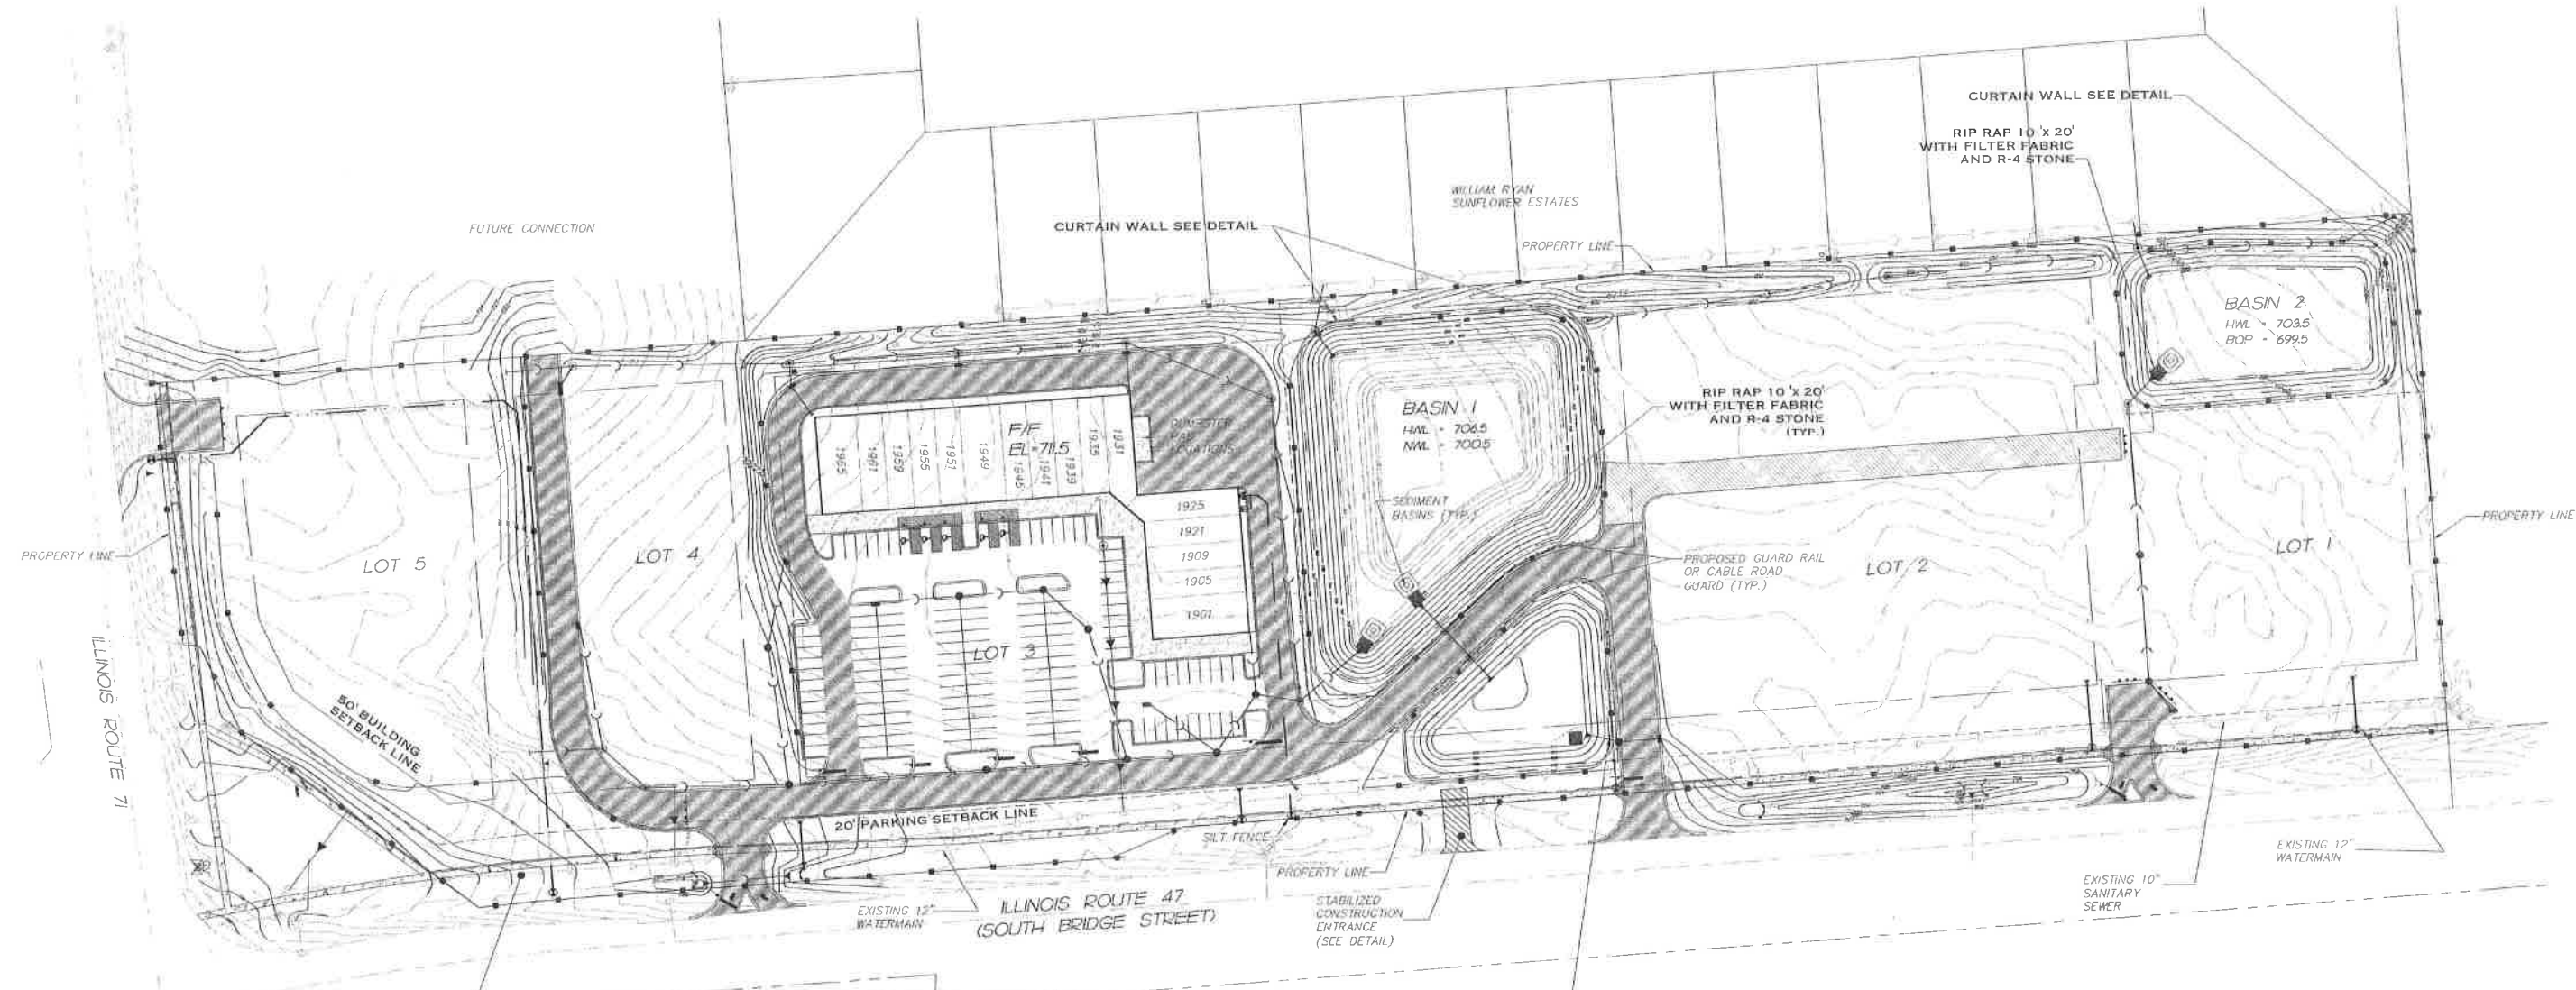 CURTAIN WALL SEE DETAIL
RIP RAP 10 'x 20'
WITH FILTER FABRIC
AND R-4 STONE
WILLIAM RYAN
SUNFLOWER ESTATES
FUTURE CONNECTION
CURTAIN WALL SEE DETAIL
PROPERTY LINE
BASIN 2
HWL - 703.5
BOP - 699.5
RIP RAP 10 'x 20'
WITH FILTER FABRIC
AND R-4 STONE
(TYP.)
BASIN 1
HWL - 706.5
NWL - 700.5
F/F
EL-711.5
DUMPSTER
PAD
LOCATIONS
1965
1961
1959
1955
1951
1949
1945
1941
1939
1935
1931
1925
1921
1909
1905
1901
SEDIMENT
BASINS (TYP.)
PROPERTY LINE
PROPERTY LINE
LOT 5
LOT 4
LOT 3
LOT 2
LOT 1
PROPOSED GUARD RAIL
OR CABLE ROAD
GUARD (TYP.)
ILLINOIS ROUTE 71
50' BUILDING
SETBACK LINE
20' PARKING SETBACK LINE
SILT FENCE
PROPERTY LINE
EXISTING 12"
WATERMAIN
ILLINOIS ROUTE 47
(SOUTH BRIDGE STREET)
STABILIZED
CONSTRUCTION
ENTRANCE
(SEE DETAIL)
EXISTING 10"
SANITARY
SEWER
EXISTING 12"
WATERMAIN